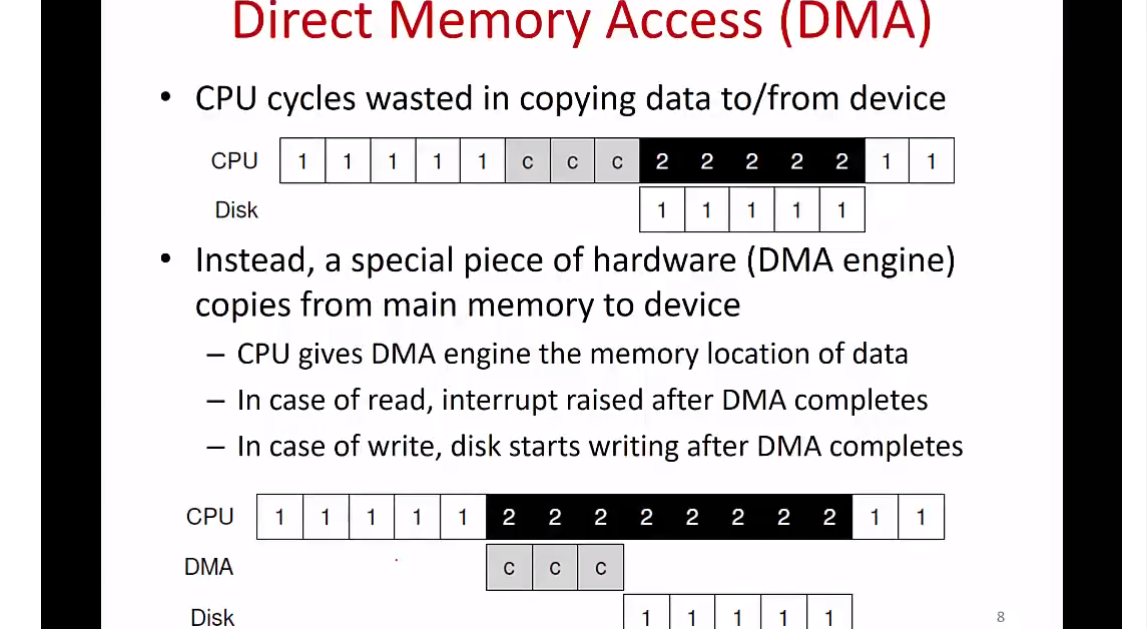 Direct Memory Access (DMA)
• CPU cycles wasted in copying data to/from device
CPU 1 1 1 1 1 c c c 2 2 2 2 2 1 1
Disk 1 1 1 1 1
• Instead, a special piece of hardware (DMA engine)
copies from main memory to device
– CPU gives DMA engine the memory location of data
– In case of read, interrupt raised after DMA completes
– In case of write, disk starts writing after DMA completes
CPU 1 1 1 1 1 2 2 2 2 2 2 2 2 1 1
DMA c c c
Disk 1 1 1 1 1
8